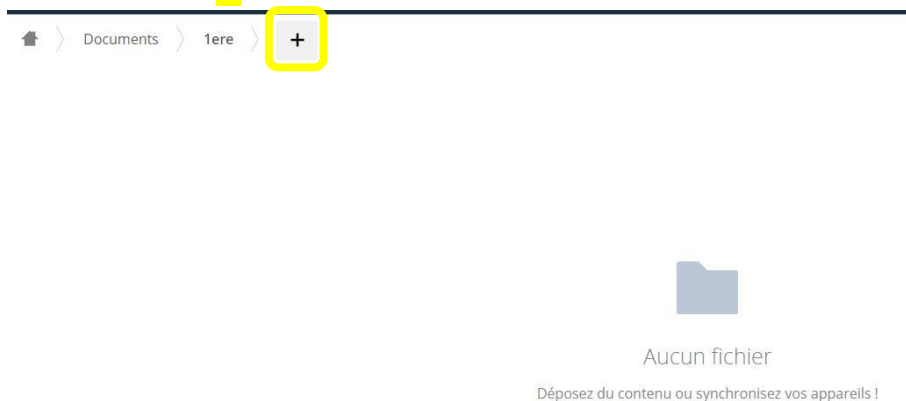 Documents 1ere +
Aucun fichier
Déposez du contenu ou synchronisez vos appareils !